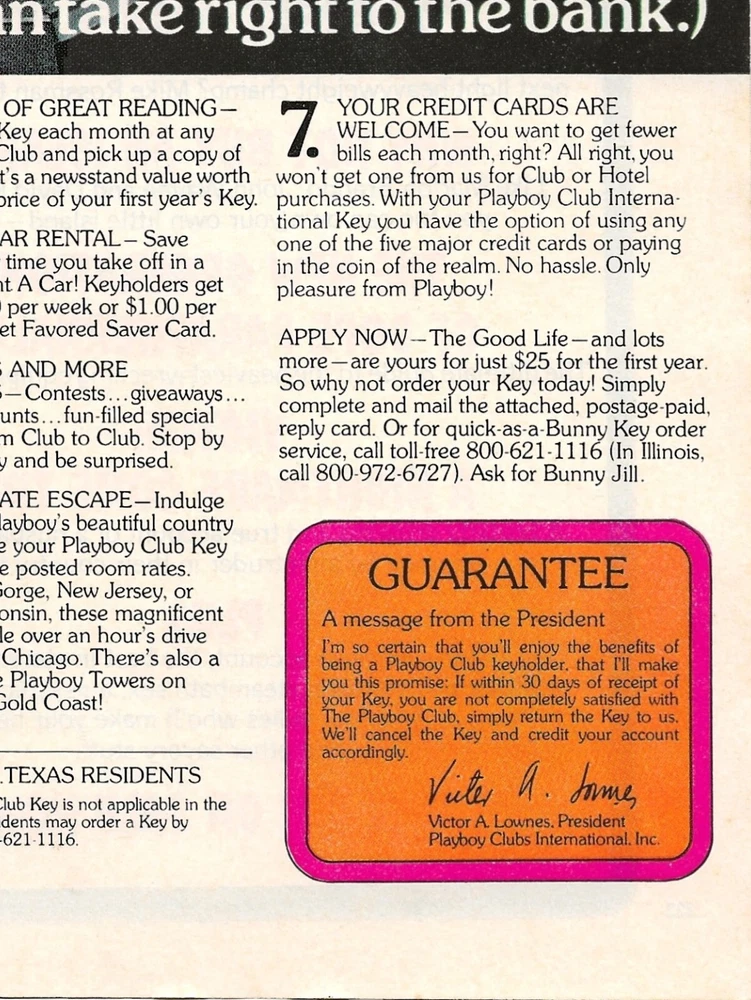 n take right to the bank.)
OF GREAT READING—
Key each month at any
Club and pick up a copy of
t's a newsstand value worth
price of your first year's Key.
AR RENTAL — Save
time you take off in a
nt A Car! Keyholders get
per week or $1.00 per
et Favored Saver Card.
AND MORE
— Contests...giveaways...
unts...fun-filled special
m Club to Club. Stop by
y and be surprised.
ATE ESCAPE — Indulge
layboy's beautiful country
e your Playboy Club Key
e posted room rates.
Gorge, New Jersey, or
onsin, these magnificent
le over an hour's drive
Chicago. There's also a
e Playboy Towers on
Gold Coast!
. TEXAS RESIDENTS
Club Key is not applicable in the
idents may order a Key by
-621-1116.
7. YOUR CREDIT CARDS ARE
WELCOME — You want to get fewer
bills each month, right? All right, you
won't get one from us for Club or Hotel
purchases. With your Playboy Club Interna-
tional Key you have the option of using any
one of the five major credit cards or paying
in the coin of the realm. No hassle. Only
pleasure from Playboy!
APPLY NOW — The Good Life — and lots
more — are yours for just $25 for the first year.
So why not order your Key today! Simply
complete and mail the attached, postage-paid,
reply card. Or for quick-as-a-Bunny Key order
service, call toll-free 800-621-1116 (In Illinois,
call 800-972-6727). Ask for Bunny Jill.
GUARANTEE
A message from the President
I'm so certain that you'll enjoy the benefits of
being a Playboy Club keyholder, that I'll make
you this promise: If within 30 days of receipt of
your Key, you are not completely satisfied with
The Playboy Club, simply return the Key to us.
We'll cancel the Key and credit your account
accordingly.
Victor A. Lownes
Victor A. Lownes, President
Playboy Clubs International, Inc.